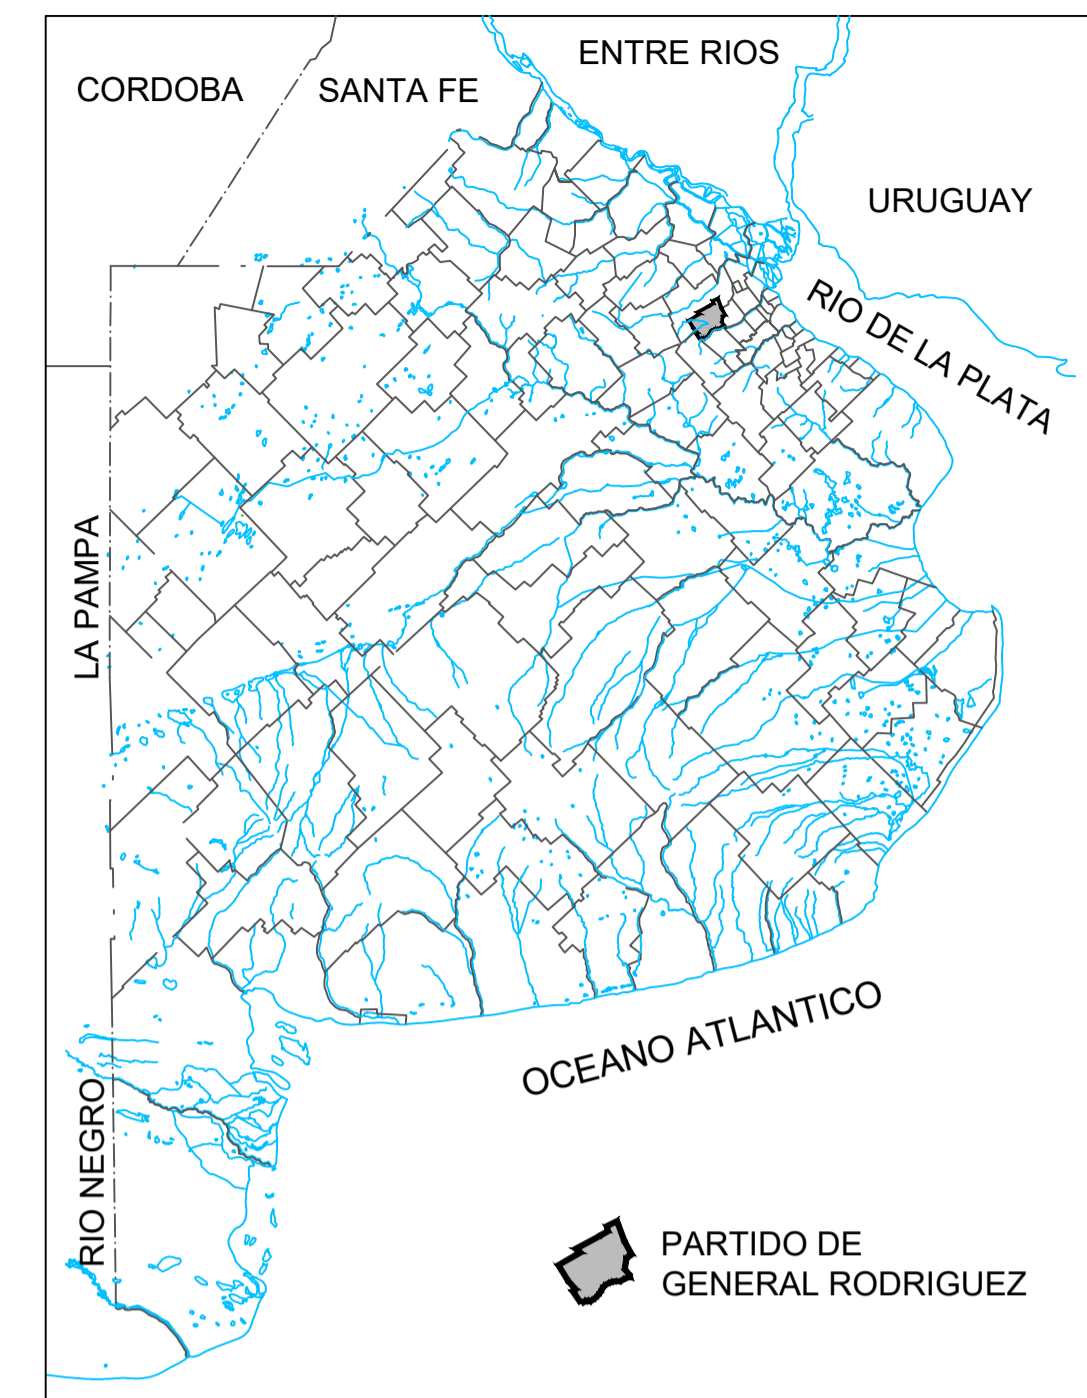 ENTRE RIOS
CORDOBA
SANTA FE
URUGUAY
RIO DE LA PLATA
LA PAMPA
OCEANO ATLANTICO
RIO NEGRO
PARTIDO DE
GENERAL RODRIGUEZ